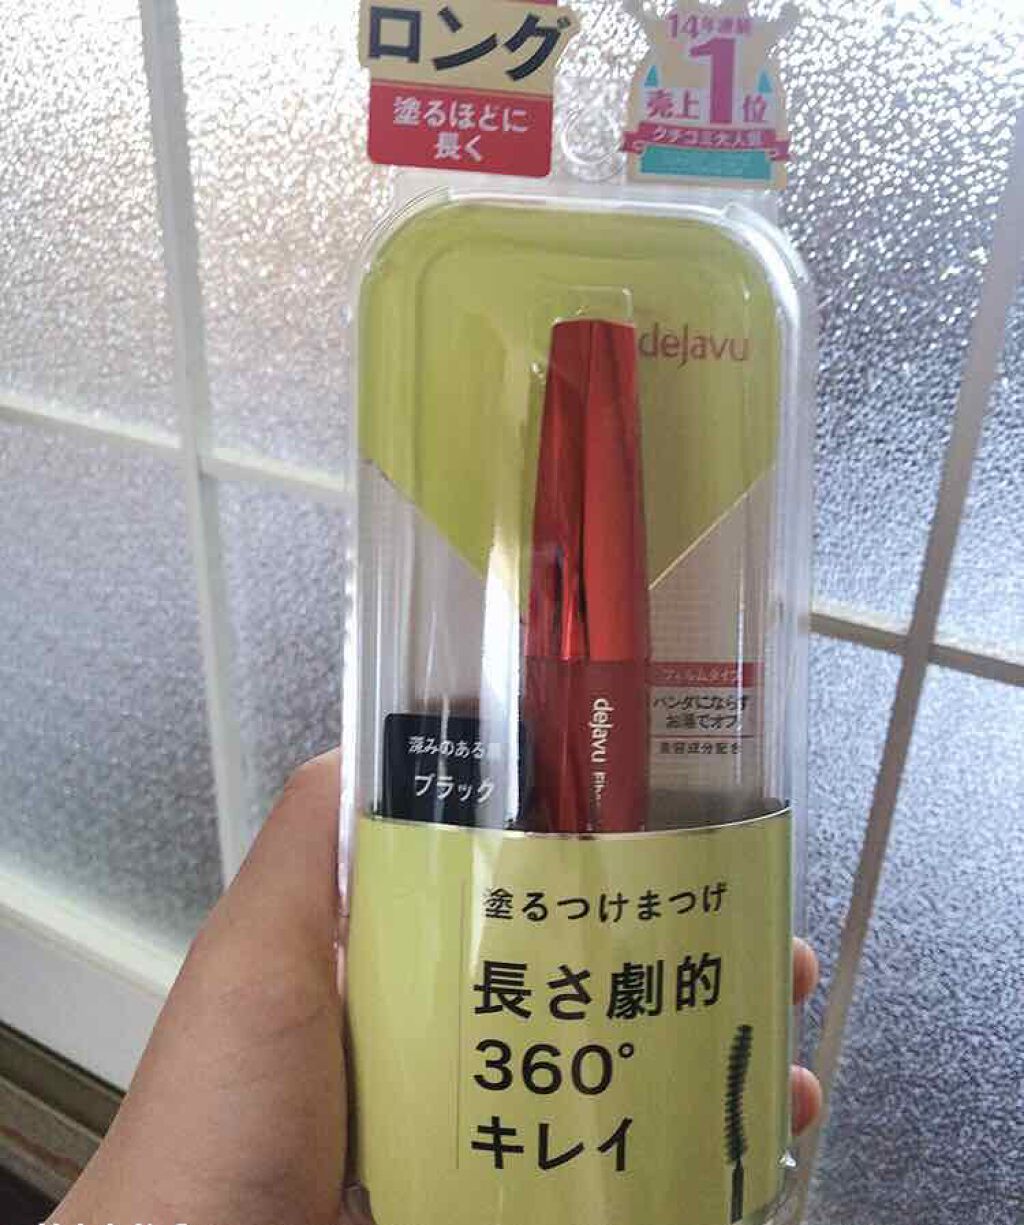 ロング
塗るほどに
長く
14年連続
売上1位
クチコミ大人気
dejavu
フィルムタイプ
パンダにならず
お湯でオフ
美容成分配合
dejavu
深みのある
ブラック
塗るつけまつげ
長さ劇的
360°
キレイ